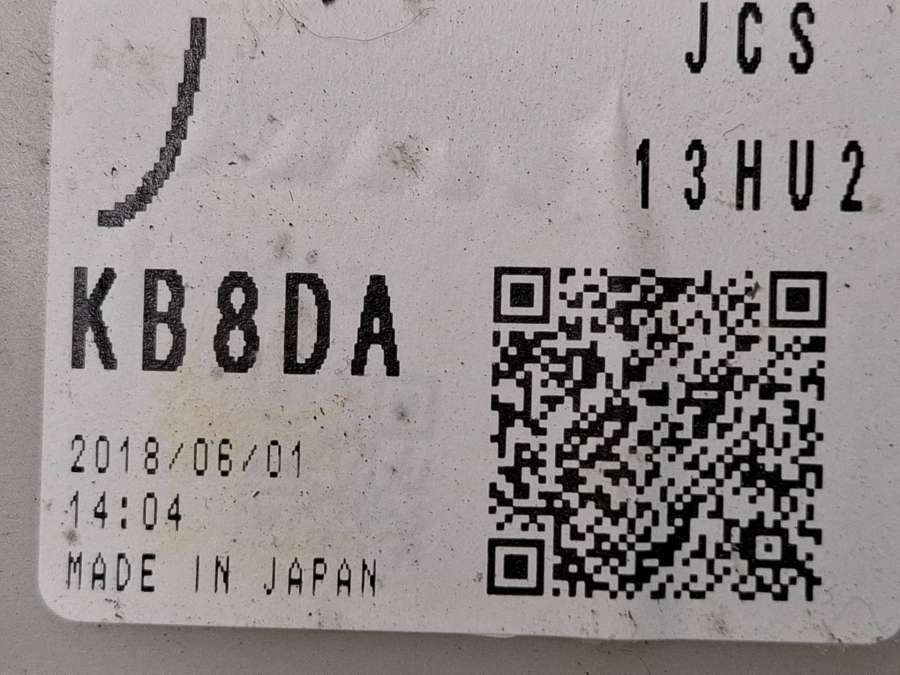 JCS
13HU2
KB8DA
2018/06/01
14:04
MADE IN JAPAN